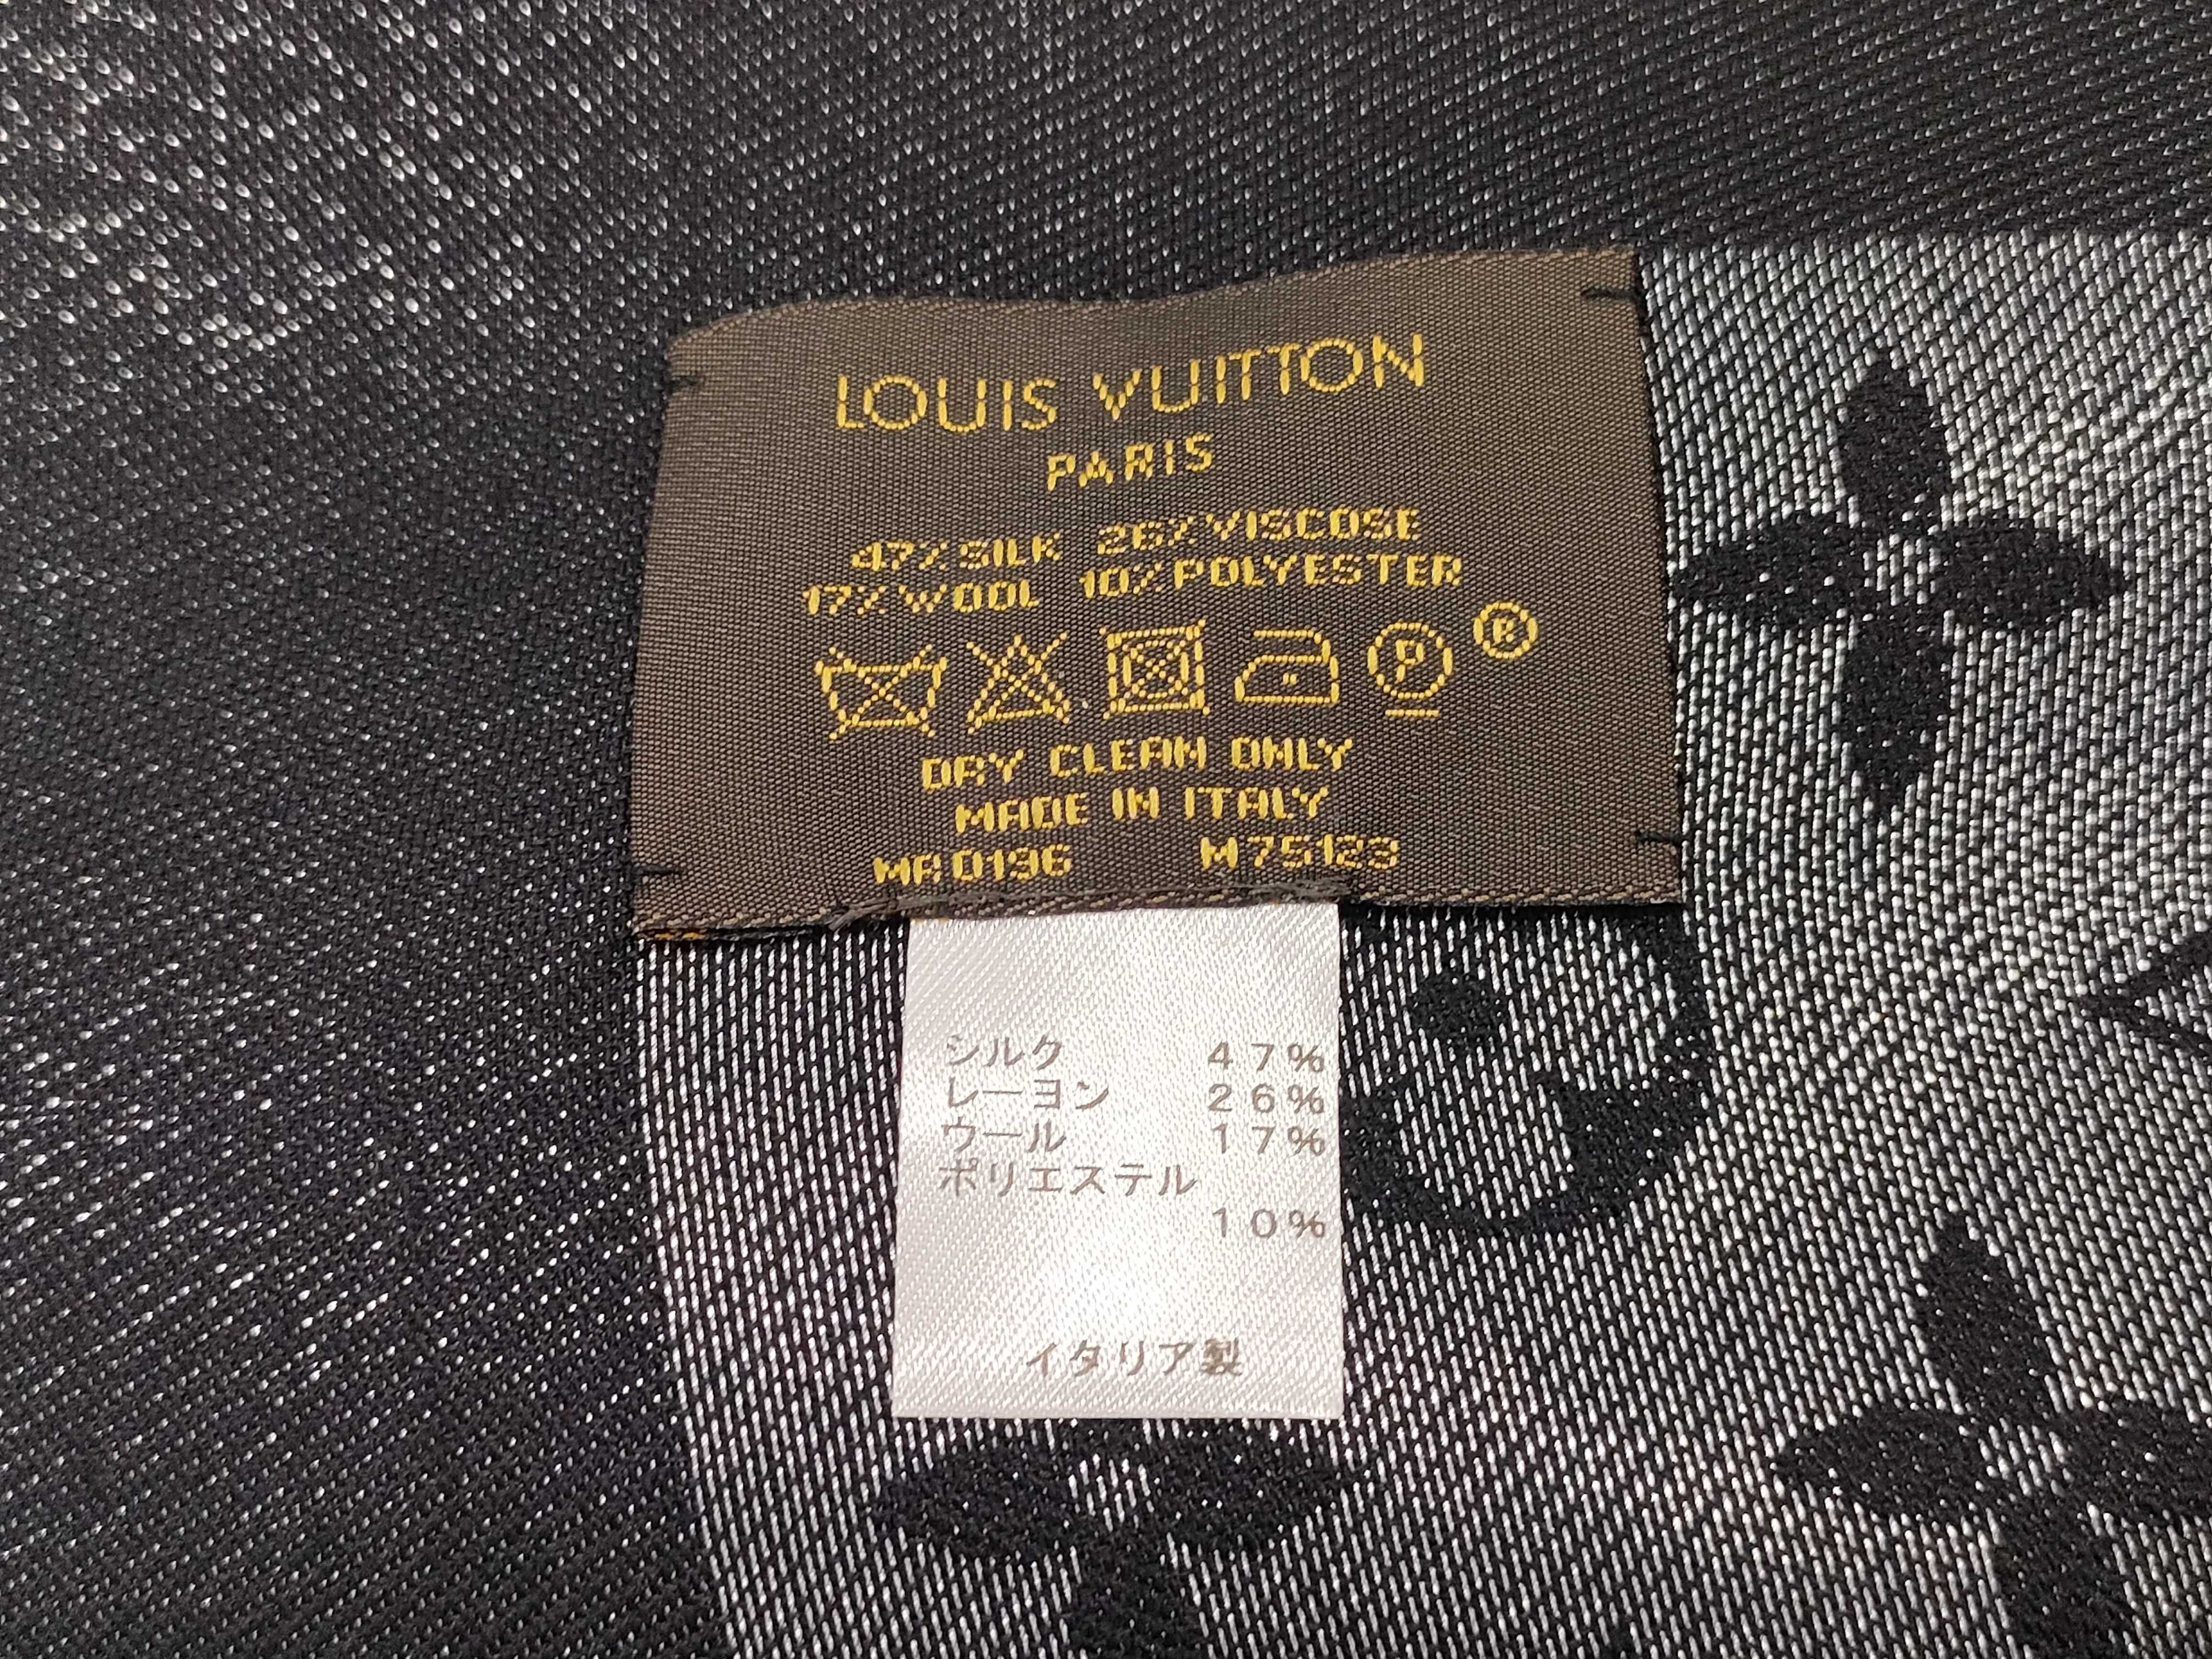 LOUIS VUITTON
PARIS
47% SILK 26% VISCOSE
17% WOOL 10% POLYESTER
P ®
DRY CLEAN ONLY
MADE IN ITALY
MR0196 M75123
シルク 47%
レーヨン 26%
ウール 17%
ポリエステル
10%
イタリア製